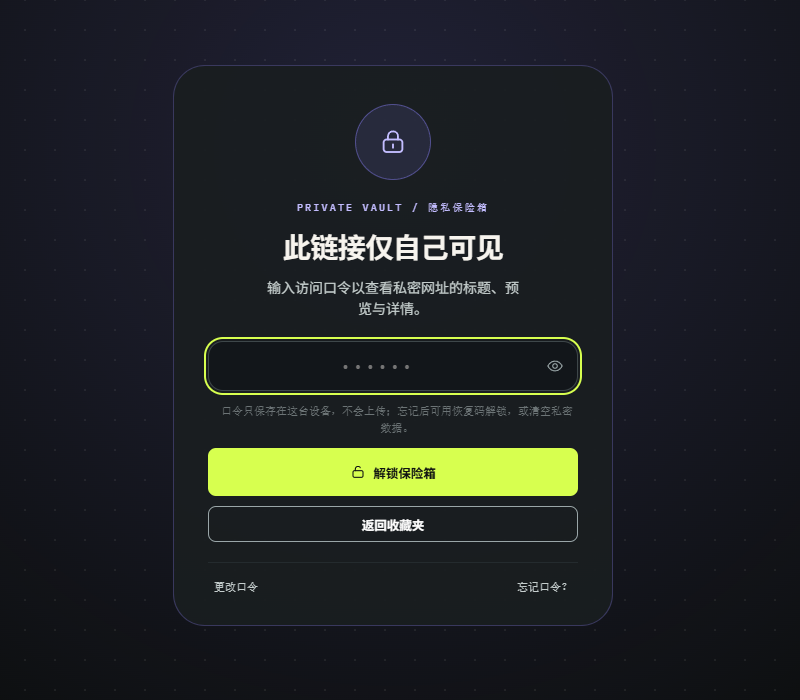 PRIVATE VAULT / 隐私保险箱
此链接仅自己可见
输入访问口令以查看私密网址的标题、预
览与详情。
••••••
口令只保存在这台设备，不会上传；忘记后可用恢复码解锁，或清空私密
数据。
解锁保险箱
返回收藏夹
更改口令
忘记口令?